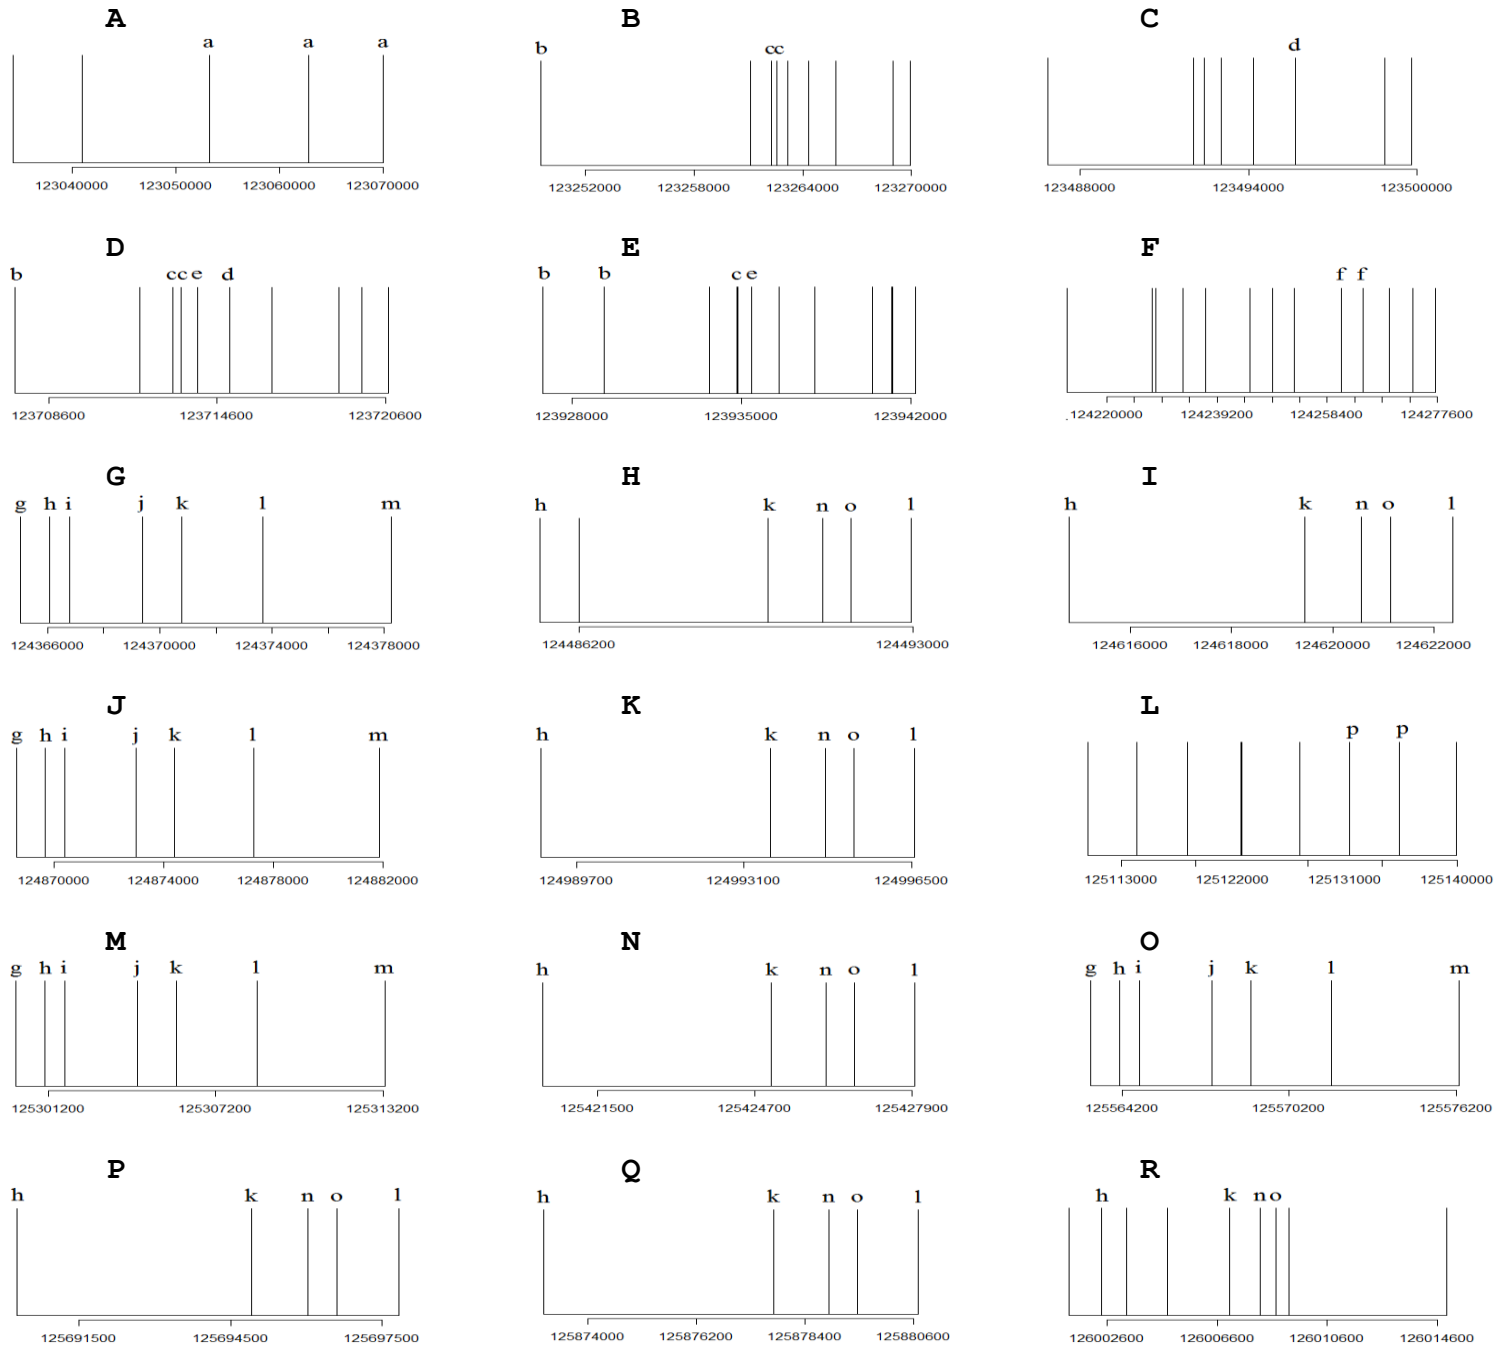 A B C
a a a b cc d
123040000 123050000 123060000 123070000 123252000 123258000 123264000 123270000 123488000 123494000 123500000
D E F
b cc e d b b c e f f
123708600 123714600 123720600 123928000 123935000 123942000 124220000 124239200 124258400 124277600
G H I
g h i j k l m h k n o l h k n o l
124366000 124370000 124374000 124378000 124486200 124493000 124616000 124618000 124620000 124622000
J K L
g h i j k l m h k n o l p p
124870000 124874000 124878000 124882000 124989700 124993100 124996500 125113000 125122000 125131000 125140000
M N O
g h i j k l m h k n o l g h i j k l m
125301200 125307200 125313200 125421500 125424700 125427900 125564200 125570200 125576200
P Q R
h k n o l h k n o l h k n o
125691500 125694500 125697500 125874000 125876200 125878400 125880600 126002600 126006600 126010600 126014600